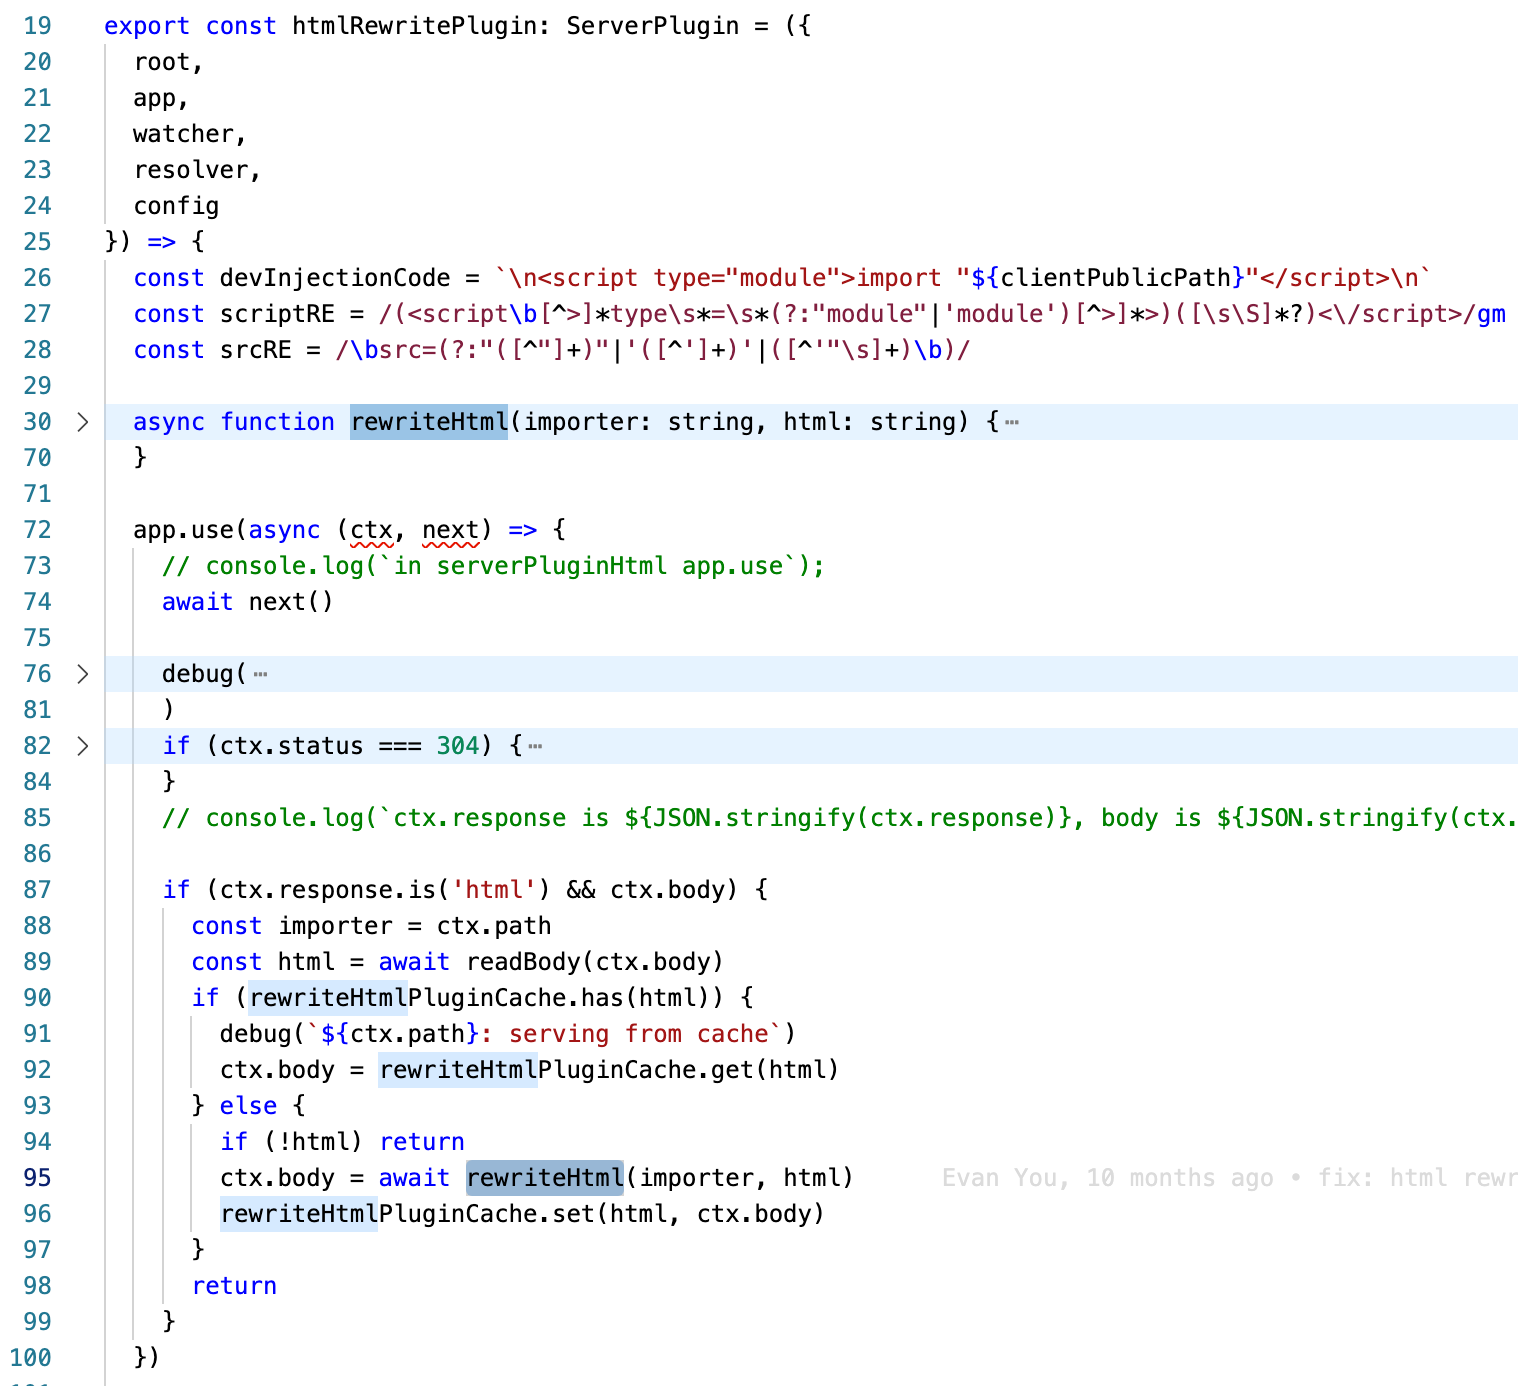 19 export const htmlRewritePlugin: ServerPlugin = ({
20 root,
21 app,
22 watcher,
23 resolver,
24 config
25 }) => {
26 const devInjectionCode = `\n<script type="module">import "${clientPublicPath}"</script>\n`
27 const scriptRE = /(<script\b[^>]*type\s*=\s*(?:"module"|'module')[^>]*>)([\s\S]*?)<\/script>/gm
28 const srcRE = /\bsrc=(?:"([^"]+)"|'([^']+)'|([^'"\s]+)\b)/
29
30 async function rewriteHtml(importer: string, html: string) {…
70 }
71
72 app.use(async (ctx, next) => {
73 // console.log(`in serverPluginHtml app.use`);
74 await next()
75
76 debug(…
81 )
82 if (ctx.status === 304) {…
84 }
85 // console.log(`ctx.response is ${JSON.stringify(ctx.response)}, body is ${JSON.stringify(ctx.
86
87 if (ctx.response.is('html') && ctx.body) {
88 const importer = ctx.path
89 const html = await readBody(ctx.body)
90 if (rewriteHtmlPluginCache.has(html)) {
91 debug(`${ctx.path}: serving from cache`)
92 ctx.body = rewriteHtmlPluginCache.get(html)
93 } else {
94 if (!html) return
95 ctx.body = await rewriteHtml(importer, html) Evan You, 10 months ago • fix: html rewr
96 rewriteHtmlPluginCache.set(html, ctx.body)
97 }
98 return
99 }
100 })